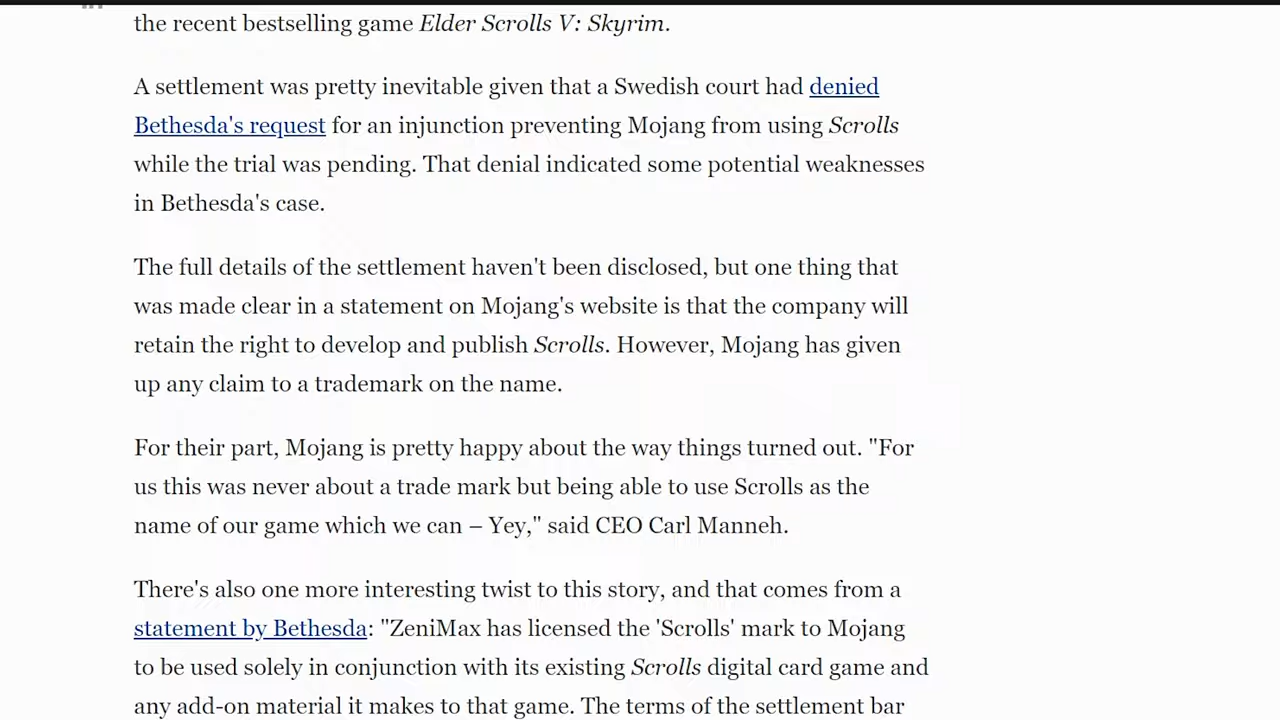 the recent bestselling game Elder Scrolls V: Skyrim.
A settlement was pretty inevitable given that a Swedish court had denied
Bethesda's request for an injunction preventing Mojang from using Scrolls
while the trial was pending. That denial indicated some potential weaknesses
in Bethesda's case.
The full details of the settlement haven't been disclosed, but one thing that
was made clear in a statement on Mojang's website is that the company will
retain the right to develop and publish Scrolls. However, Mojang has given
up any claim to a trademark on the name.
For their part, Mojang is pretty happy about the way things turned out. "For
us this was never about a trade mark but being able to use Scrolls as the
name of our game which we can – Yey," said CEO Carl Manneh.
There's also one more interesting twist to this story, and that comes from a
statement by Bethesda: "ZeniMax has licensed the 'Scrolls' mark to Mojang
to be used solely in conjunction with its existing Scrolls digital card game and
any add-on material it makes to that game. The terms of the settlement bar